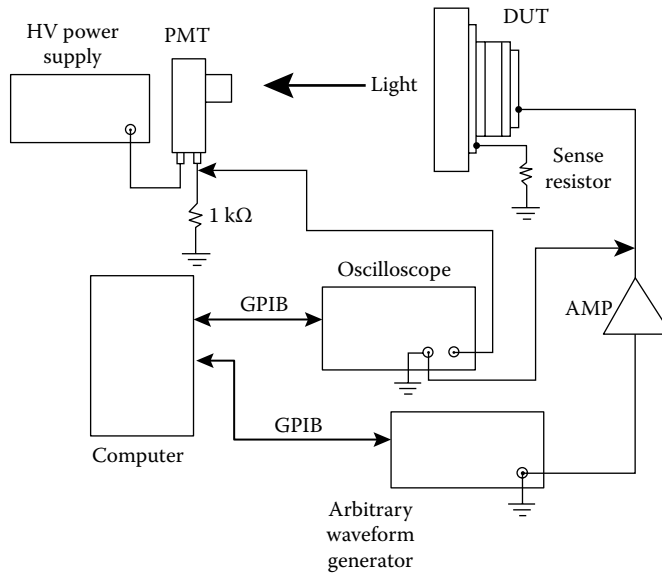 HV power
supply
PMT
DUT
Light
Sense
resistor
1 kΩ
Oscilloscope
GPIB
AMP
GPIB
Computer
Arbitrary
waveform
generator